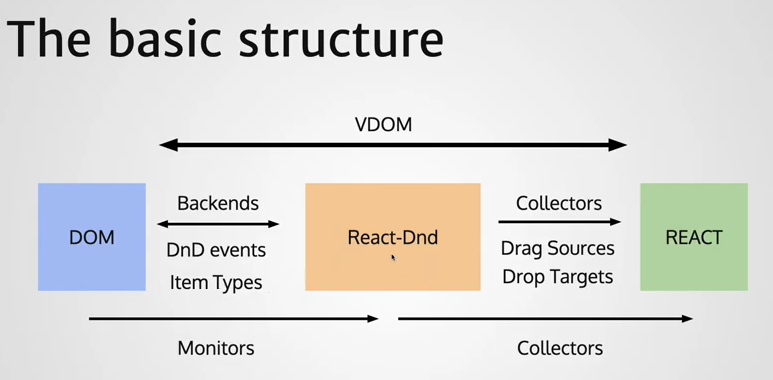 The basic structure
VDOM
DOM
Backends
DnD events
Item Types
React-Dnd
Collectors
Drag Sources
Drop Targets
REACT
Monitors
Collectors